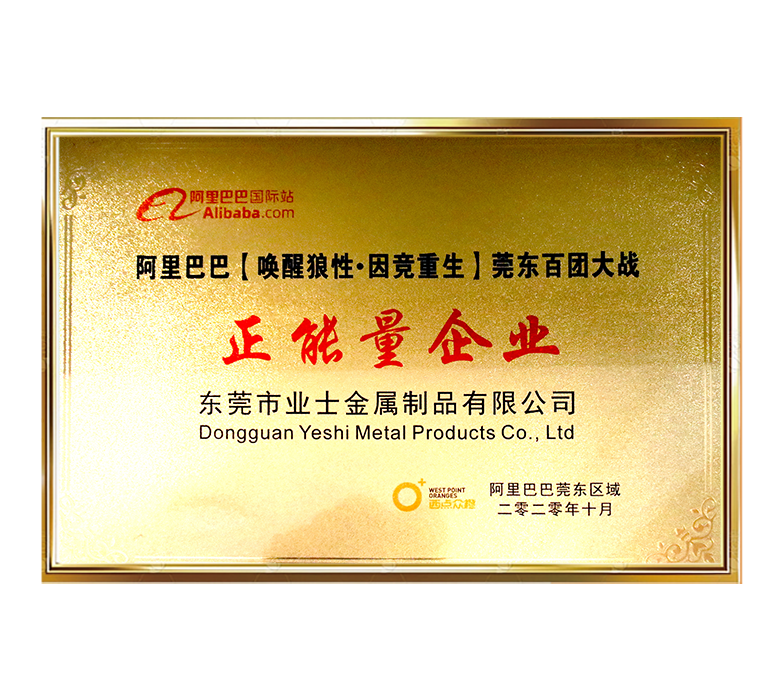 阿里巴巴国际站
Alibaba.com
阿里巴巴【唤醒狼性·因竞重生】莞东百团大战
正能量企业
东莞市业士金属制品有限公司
Dongguan Yeshi Metal Products Co., Ltd
WEST POINT
ORANGES
西点众橙
阿里巴巴莞东区域
二零二零年十月